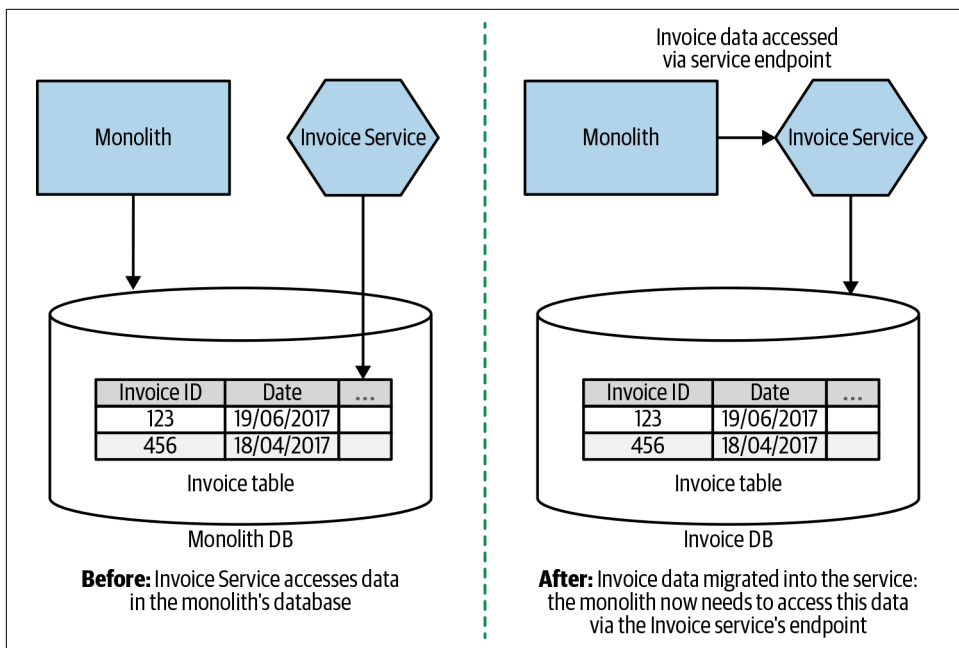 Monolith
Invoice Service
Invoice ID Date ...
123 19/06/2017
456 18/04/2017
Invoice table
Monolith DB
Before: Invoice Service accesses data
in the monolith's database
Invoice data accessed
via service endpoint
Monolith
Invoice Service
Invoice ID Date ...
123 19/06/2017
456 18/04/2017
Invoice table
Invoice DB
After: Invoice data migrated into the service:
the monolith now needs to access this data
via the Invoice service's endpoint